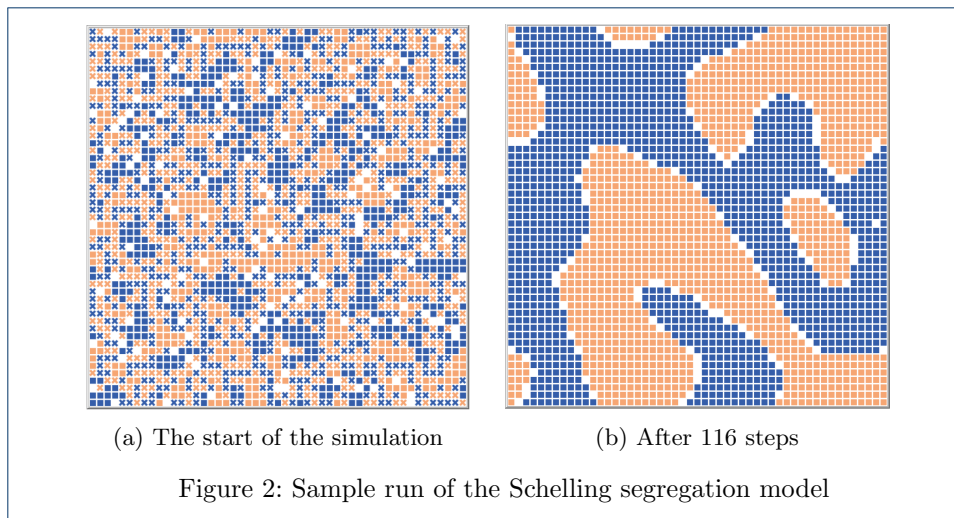 (a) The start of the simulation
(b) After 116 steps
Figure 2: Sample run of the Schelling segregation model